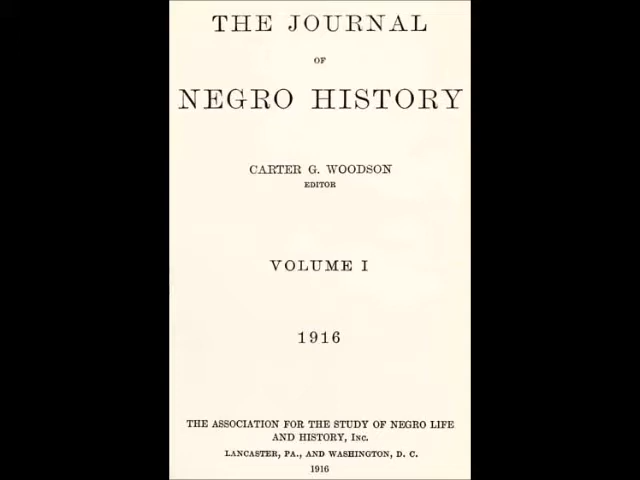 THE JOURNAL
OF
NEGRO HISTORY
CARTER G. WOODSON
EDITOR
VOLUME I
1916
THE ASSOCIATION FOR THE STUDY OF NEGRO LIFE
AND HISTORY, INC.
LANCASTER, PA., AND WASHINGTON, D. C.
1916